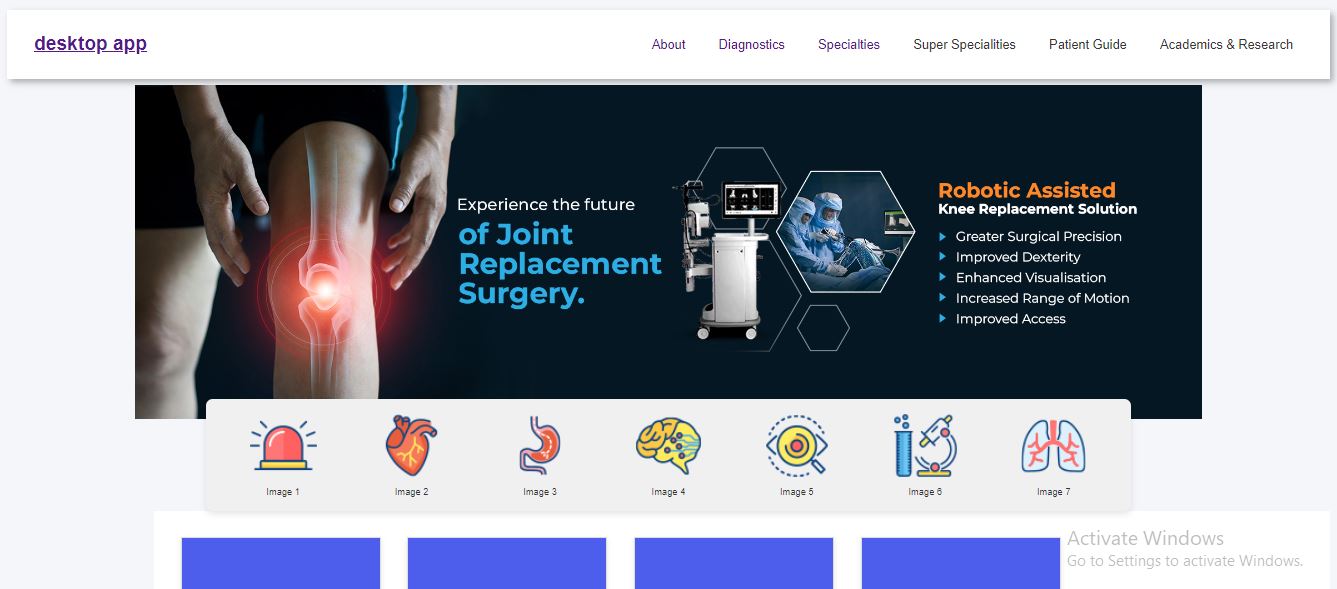 desktop app
About Diagnostics Specialties Super Specialities Patient Guide Academics & Research
Experience the future
of Joint
Replacement
Surgery.
Robotic Assisted
Knee Replacement Solution
Greater Surgical Precision
Improved Dexterity
Enhanced Visualisation
Increased Range of Motion
Improved Access
Image 1 Image 2 Image 3 Image 4 Image 5 Image 6 Image 7
Activate Windows
Go to Settings to activate Windows.